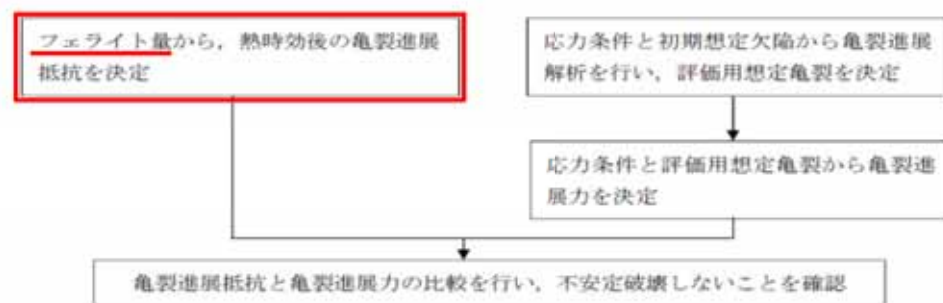 フェライト量から，熱時効後の亀裂進展
抵抗を決定
応力条件と初期想定欠陥から亀裂進展
解析を行い，評価用想定亀裂を決定
応力条件と評価用想定亀裂から亀裂進
展力を決定
亀裂進展抵抗と亀裂進展力の比較を行い，不安定破壊しないことを確認